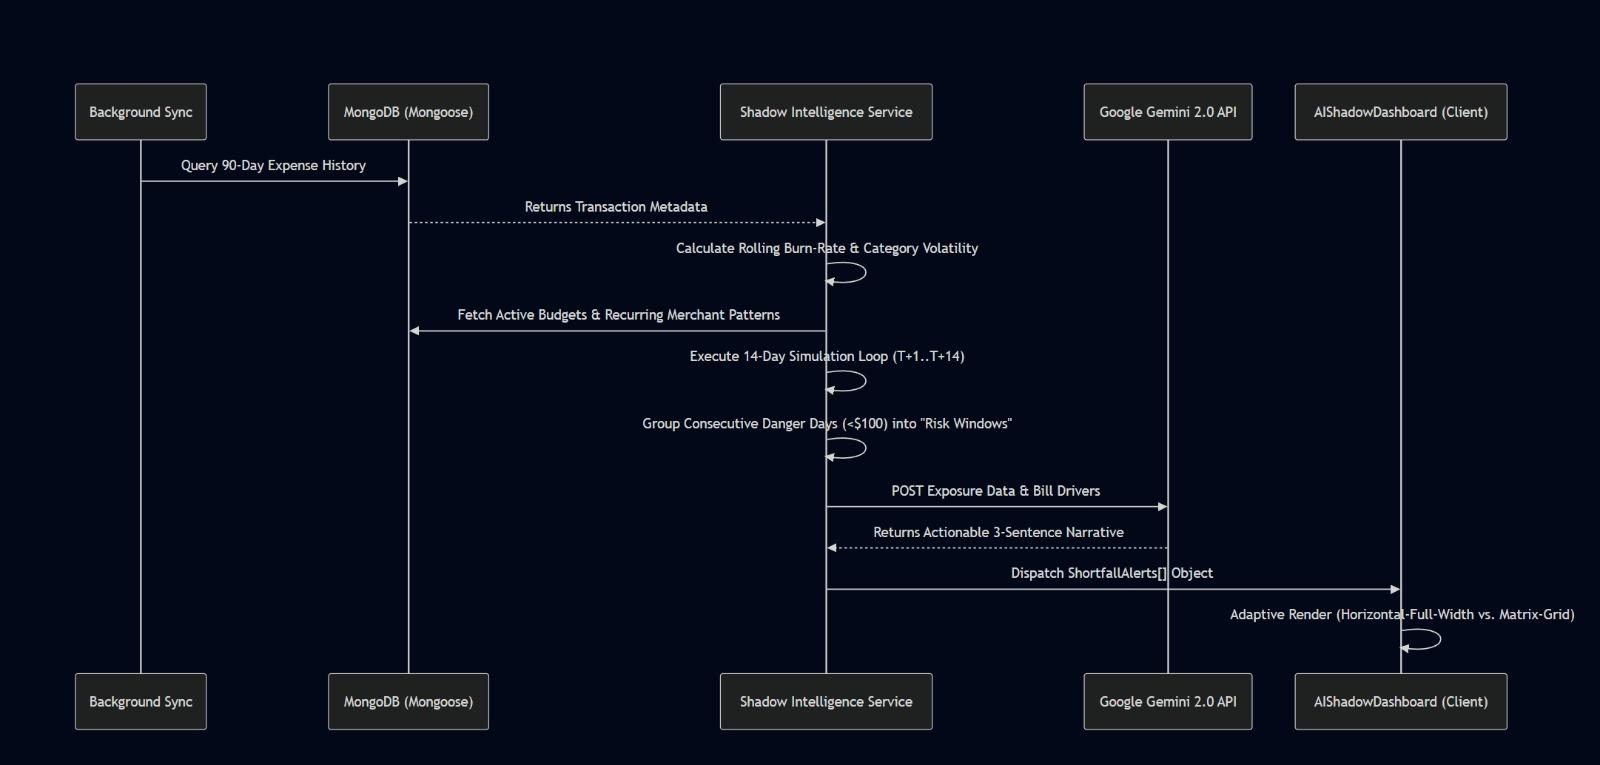 Background Sync
MongoDB (Mongoose)
Shadow Intelligence Service
Google Gemini 2.0 API
AIShadowDashboard (Client)
Query 90-Day Expense History
Returns Transaction Metadata
Calculate Rolling Burn-Rate & Category Volatility
Fetch Active Budgets & Recurring Merchant Patterns
Execute 14-Day Simulation Loop (T+1..T+14)
Group Consecutive Danger Days (<$100) into "Risk Windows"
POST Exposure Data & Bill Drivers
Returns Actionable 3-Sentence Narrative
Dispatch ShortfallAlerts[] Object
Adaptive Render (Horizontal-Full-Width vs. Matrix-Grid)
Background Sync
MongoDB (Mongoose)
Shadow Intelligence Service
Google Gemini 2.0 API
AIShadowDashboard (Client)